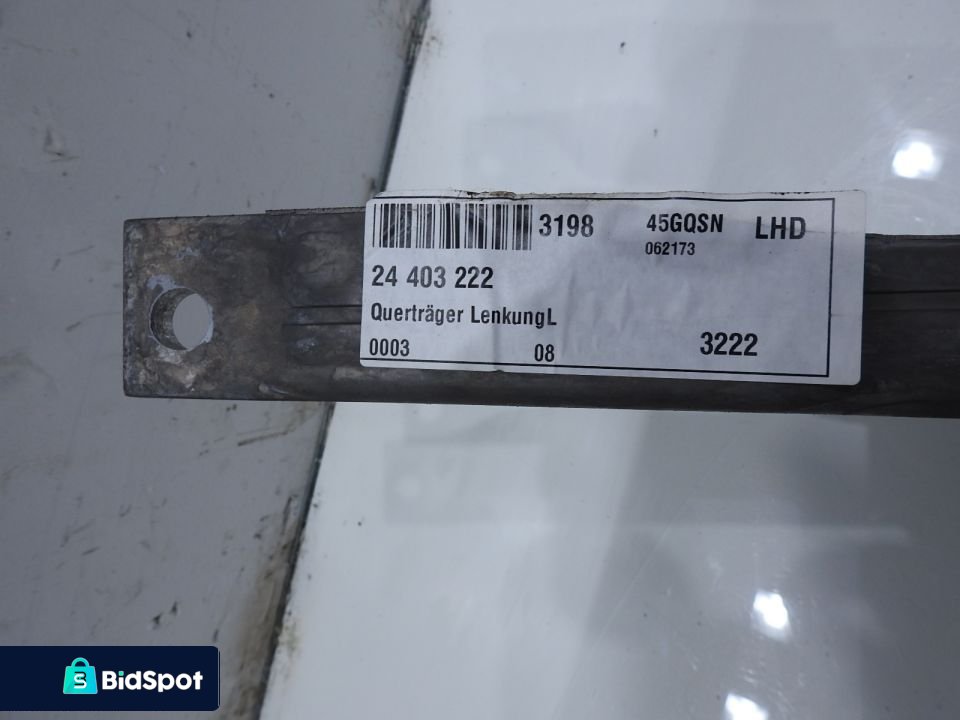 3198 45GQSN LHD
062173
24 403 222
Querträger LenkungL
0003 08 3222
BidSpot